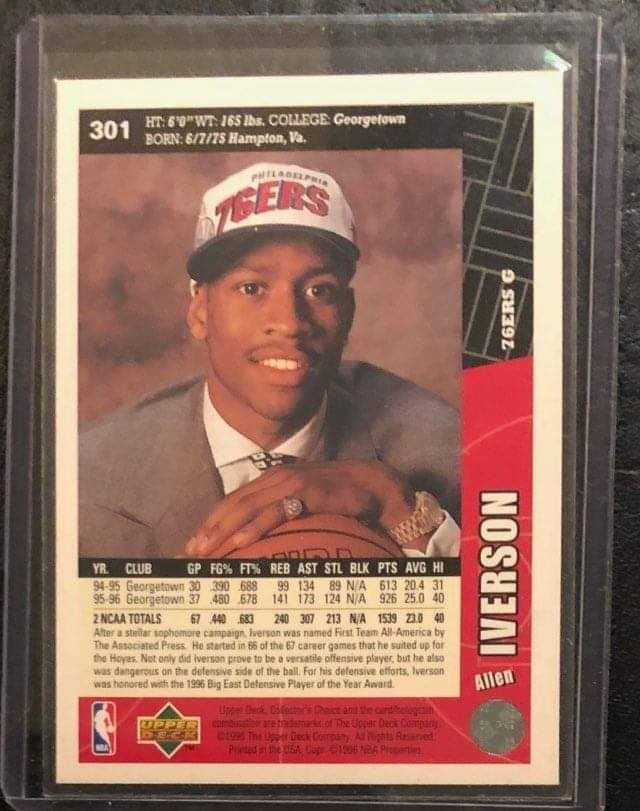 301
HT: 6'0" WT: 165 lbs. COLLEGE: Georgetown
BORN: 6/7/75 Hampton, Va.
PHILADELPHIA
76ERS
76ERS G
Allen IVERSON
YR. CLUB GP FG% FT% REB AST STL BLK PTS AVG HI
94-95 Georgetown 30 .390 .688 99 134 89 N/A 613 20.4 31
95-96 Georgetown 37 .480 .678 141 173 124 N/A 926 25.0 40
2 NCAA TOTALS 67 .440 .683 240 307 213 N/A 1539 23.0 40
After a stellar sophomore campaign, Iverson was named First Team All-America by
The Associated Press. He started in 66 of the 67 career games that he suited up for
the Hoyas. Not only did Iverson prove to be a versatile offensive player, but he also
was dangerous on the defensive side of the ball. For his defensive efforts, Iverson
was honored with the 1996 Big East Defensive Player of the Year Award.
NBA
UPPER
DECK
TM
Upper Deck, Collector's Choice and the card/hologram
combination are trademarks of The Upper Deck Company.
©1996 The Upper Deck Company. All Rights Reserved.
Printed in the USA. Copr. ©1996 NBA Properties.